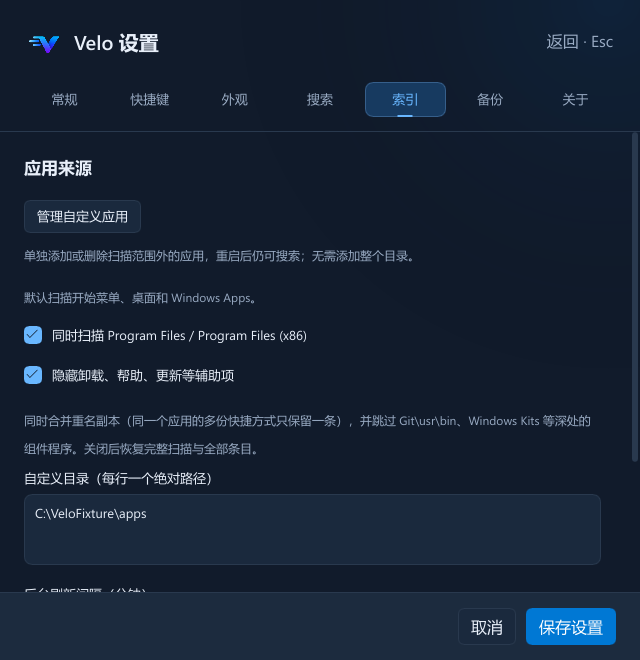 Velo 设置
返回 · Esc
常规
快捷键
外观
搜索
索引
备份
关于
应用来源
管理自定义应用
单独添加或删除扫描范围外的应用，重启后仍可搜索；无需添加整个目录。
默认扫描开始菜单、桌面和 Windows Apps。
同时扫描 Program Files / Program Files (x86)
隐藏卸载、帮助、更新等辅助项
同时合并重名副本（同一个应用的多份快捷方式只保留一条），并跳过 Git\usr\bin、Windows Kits 等深处的
组件程序。关闭后恢复完整扫描与全部条目。
自定义目录（每行一个绝对路径）
C:\VeloFixture\apps
后台刷新间隔（分钟）
取消
保存设置